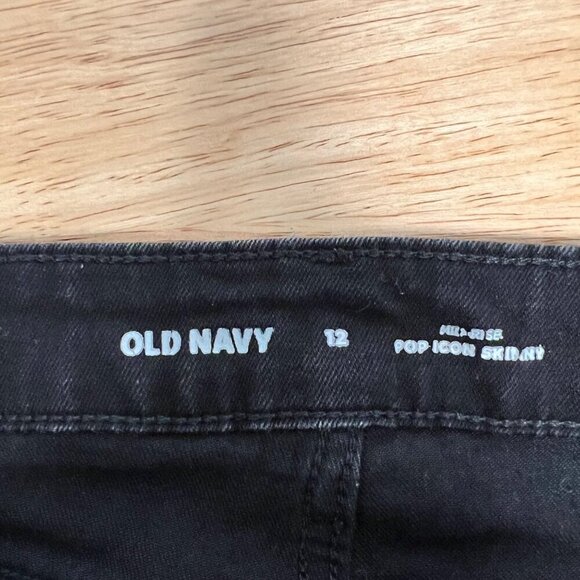 OLD NAVY 12
MID-RISE
POP ICON SKINNY